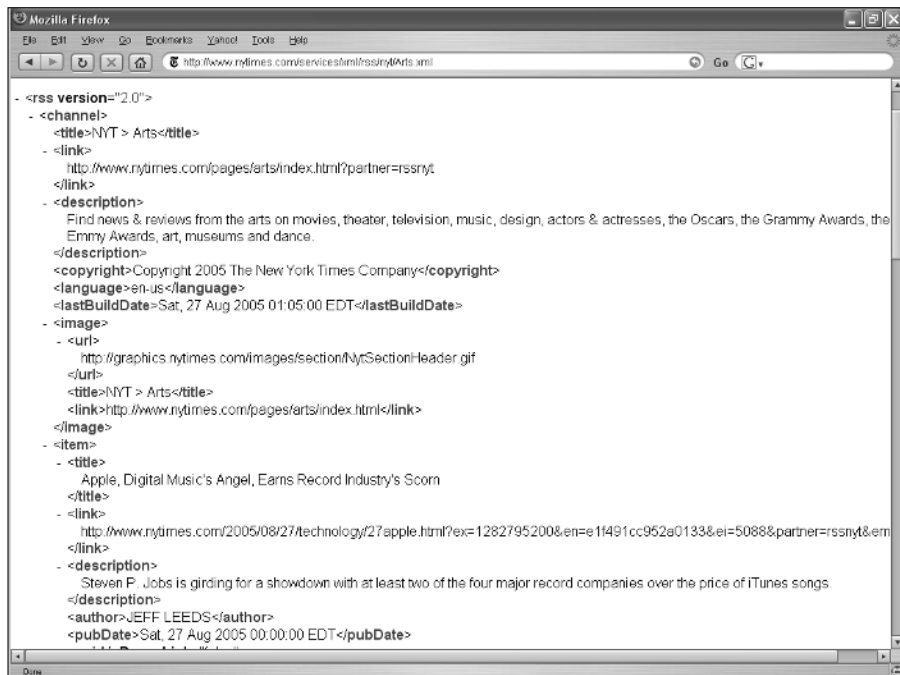 Mozilla Firefox
File Edit View Go Bookmarks Yahoo! Tools Help
http://www.nytimes.com/services/xml/rss/nyt/Arts.xml Go
- <rss version="2.0">
- <channel>
<title>NYT > Arts</title>
- <link>
http://www.nytimes.com/pages/arts/index.html?partner=rssnyt
</link>
- <description>
Find news & reviews from the arts on movies, theater, television, music, design, actors & actresses, the Oscars, the Grammy Awards, the
Emmy Awards, art, museums and dance.
</description>
<copyright>Copyright 2005 The New York Times Company</copyright>
<language>en-us</language>
<lastBuildDate>Sat, 27 Aug 2005 01:05:00 EDT</lastBuildDate>
- <image>
- <url>
http://graphics.nytimes.com/images/section/NytSectionHeader.gif
</url>
<title>NYT > Arts</title>
<link>http://www.nytimes.com/pages/arts/index.html</link>
</image>
- <item>
- <title>
Apple, Digital Music's Angel, Earns Record Industry's Scorn
</title>
- <link>
http://www.nytimes.com/2005/08/27/technology/27apple.html?ex=1282795200&en=e1f491cc952a0133&ei=5088&partner=rssnyt&em
</link>
- <description>
Steven P. Jobs is girding for a showdown with at least two of the four major record companies over the price of iTunes songs.
</description>
<author>JEFF LEEDS</author>
<pubDate>Sat, 27 Aug 2005 00:00:00 EDT</pubDate>
Done